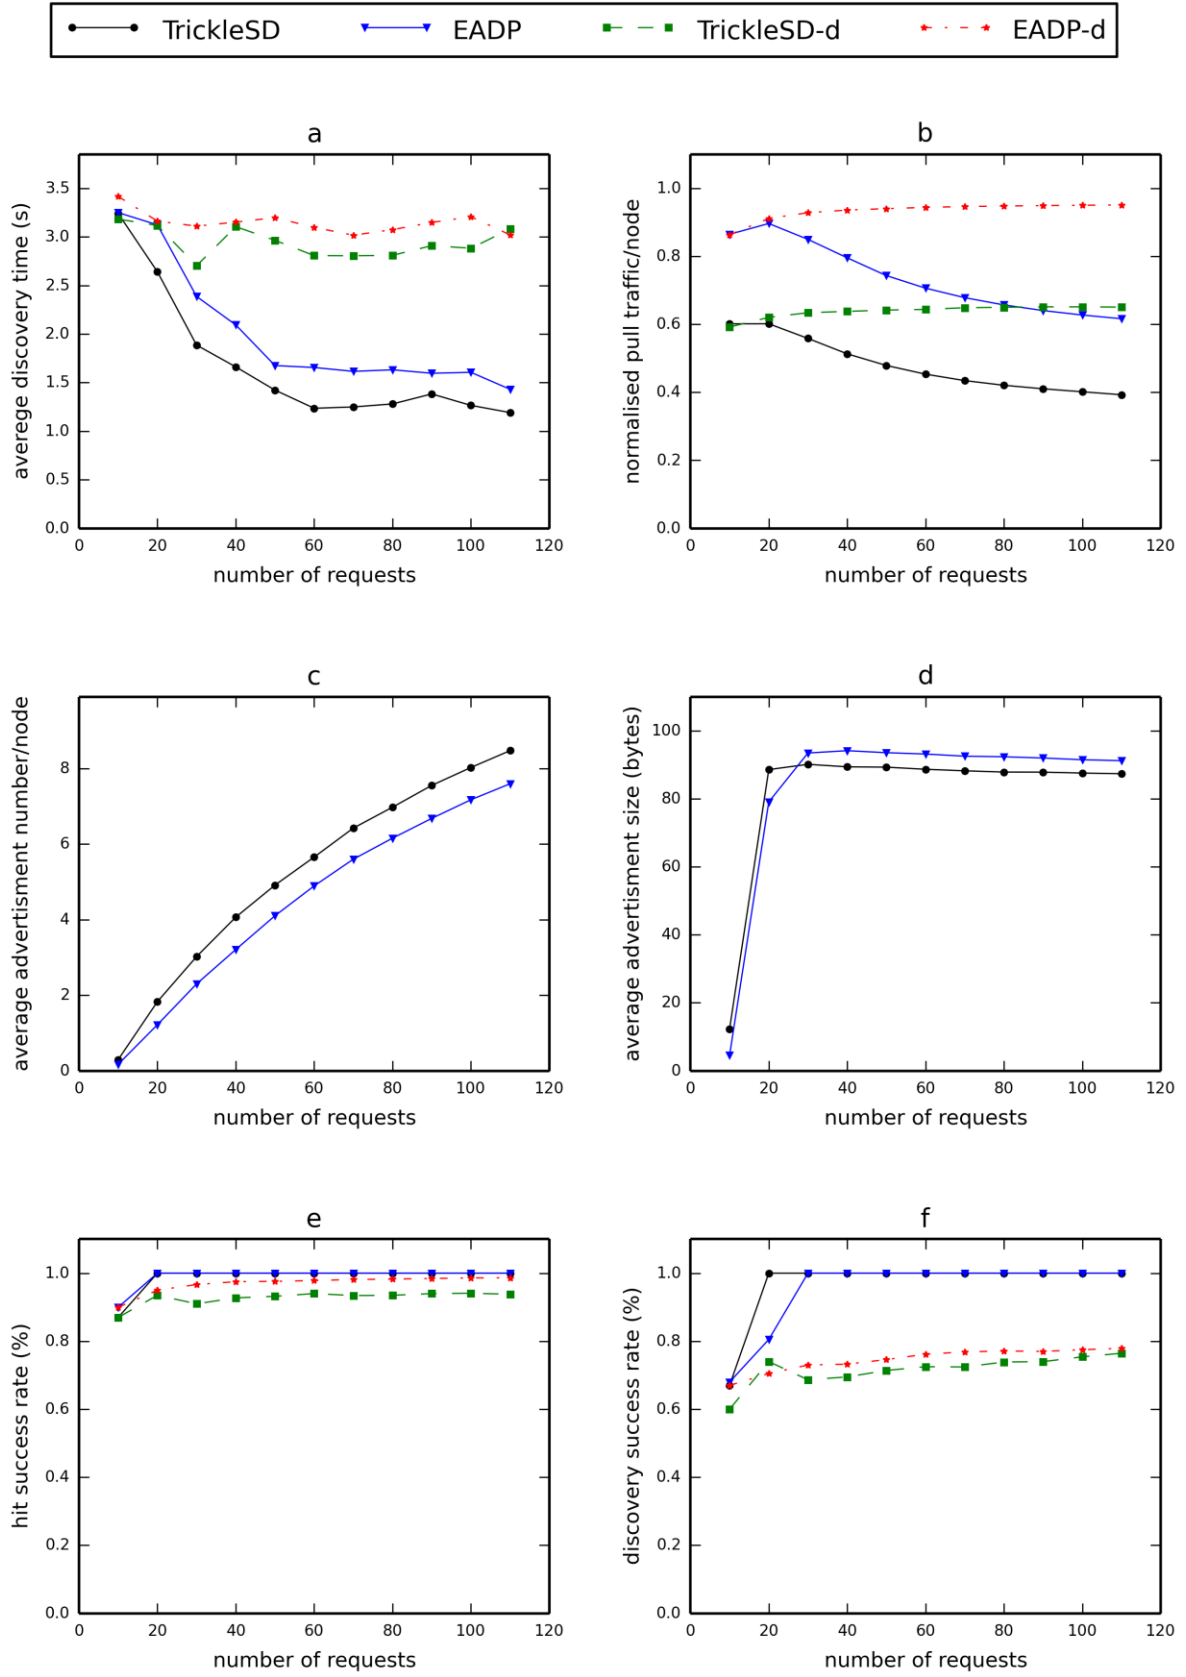 TrickleSD EADP TrickleSD-d EADP-d
a
averege discovery time (s)
3.5
3.0
2.5
2.0
1.5
1.0
0.5
0.0
0 20 40 60 80 100 120
number of requests
b
normalised pull traffic/node
1.0
0.8
0.6
0.4
0.2
0.0
0 20 40 60 80 100 120
number of requests
c
average advertisment number/node
8
6
4
2
0
0 20 40 60 80 100 120
number of requests
d
average advertisment size (bytes)
100
80
60
40
20
0
0 20 40 60 80 100 120
number of requests
e
hit success rate (%)
1.0
0.8
0.6
0.4
0.2
0.0
0 20 40 60 80 100 120
number of requests
f
discovery success rate (%)
1.0
0.8
0.6
0.4
0.2
0.0
0 20 40 60 80 100 120
number of requests